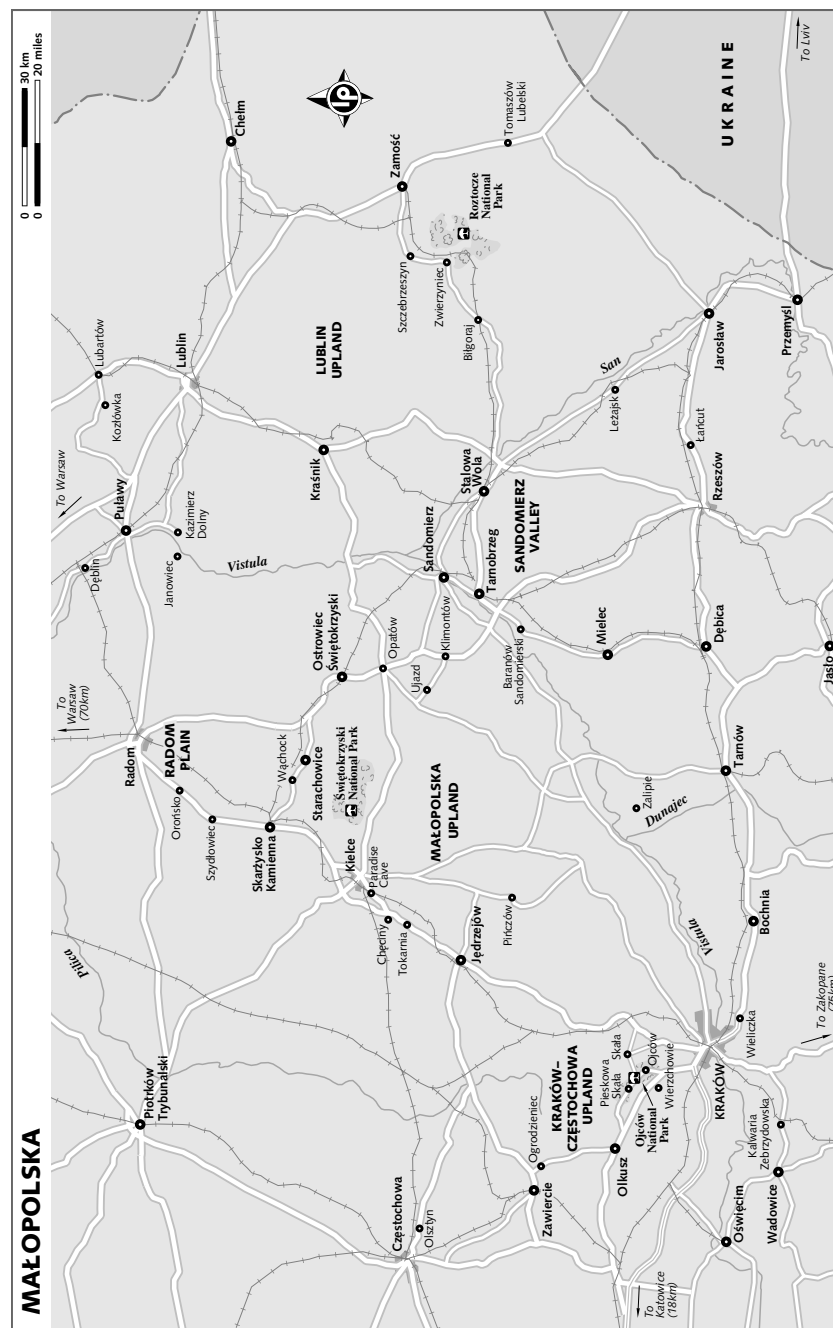 MAŁOPOLSKA
0
30 km
0
20 miles
lp
To Warsaw
(70km)
To Warsaw
Piotrków
Trybunalski
Pilica
Radom
RADOM
PLAIN
Orońsko
Szydłowiec
Dęblin
Puławy
Janowiec
Kazimierz
Dolny
Kozłówka
Lubartów
Lublin
Chełm
Skarżysko
Kamienna
Wąchock
Starachowice
Ostrowiec
Świętokrzyski
Vistula
Kraśnik
LUBLIN
UPLAND
Świętokrzyski
National Park
Kielce
Paradise
Cave
Chęciny
Tokarnia
Opatów
Ujazd
Klimontów
Sandomierz
Tarnobrzeg
Stalowa
Wola
Szczebrzeszyn
Zwierzyniec
Zamość
Roztocze
National
Park
Biłgoraj
Tomaszów
Lubelski
Częstochowa
Olsztyn
Jędrzejów
MAŁOPOLSKA
UPLAND
Pińczów
Baranów
Sandomierski
SANDOMIERZ
VALLEY
Zawiercie
Ogrodzieniec
KRAKÓW–
CZĘSTOCHOWA
UPLAND
Mielec
San
Leżajsk
UKRAINE
Olkusz
Pieskowa
Skała
Skała
Ojców
Ojców
National
Park
Wierzchowie
Zalipie
Dunajec
Vistula
To
Katowice
(18km)
KRAKÓW
Wieliczka
Bochnia
Tarnów
Dębica
Rzeszów
Łańcut
Jarosław
Przemyśl
To Lviv
Oświęcim
Wadowice
Kalwaria
Zebrzydowska
To Zakopane
(75km)
Jasło